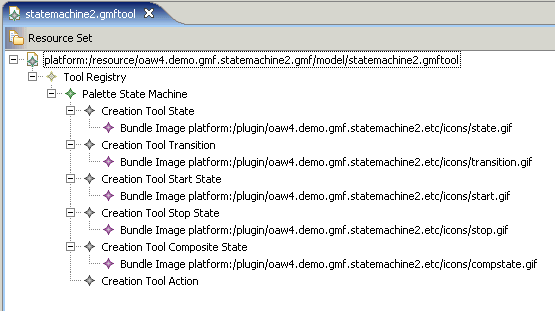 statemachine2.gmftool
Resource Set
platform:/resource/oaw4.demo.gmf.statemachine2.gmf/model/statemachine2.gmftool
Tool Registry
Palette State Machine
Creation Tool State
Bundle Image platform:/plugin/oaw4.demo.gmf.statemachine2.etc/icons/state.gif
Creation Tool Transition
Bundle Image platform:/plugin/oaw4.demo.gmf.statemachine2.etc/icons/transition.gif
Creation Tool Start State
Bundle Image platform:/plugin/oaw4.demo.gmf.statemachine2.etc/icons/start.gif
Creation Tool Stop State
Bundle Image platform:/plugin/oaw4.demo.gmf.statemachine2.etc/icons/stop.gif
Creation Tool Composite State
Bundle Image platform:/plugin/oaw4.demo.gmf.statemachine2.etc/icons/compstate.gif
Creation Tool Action